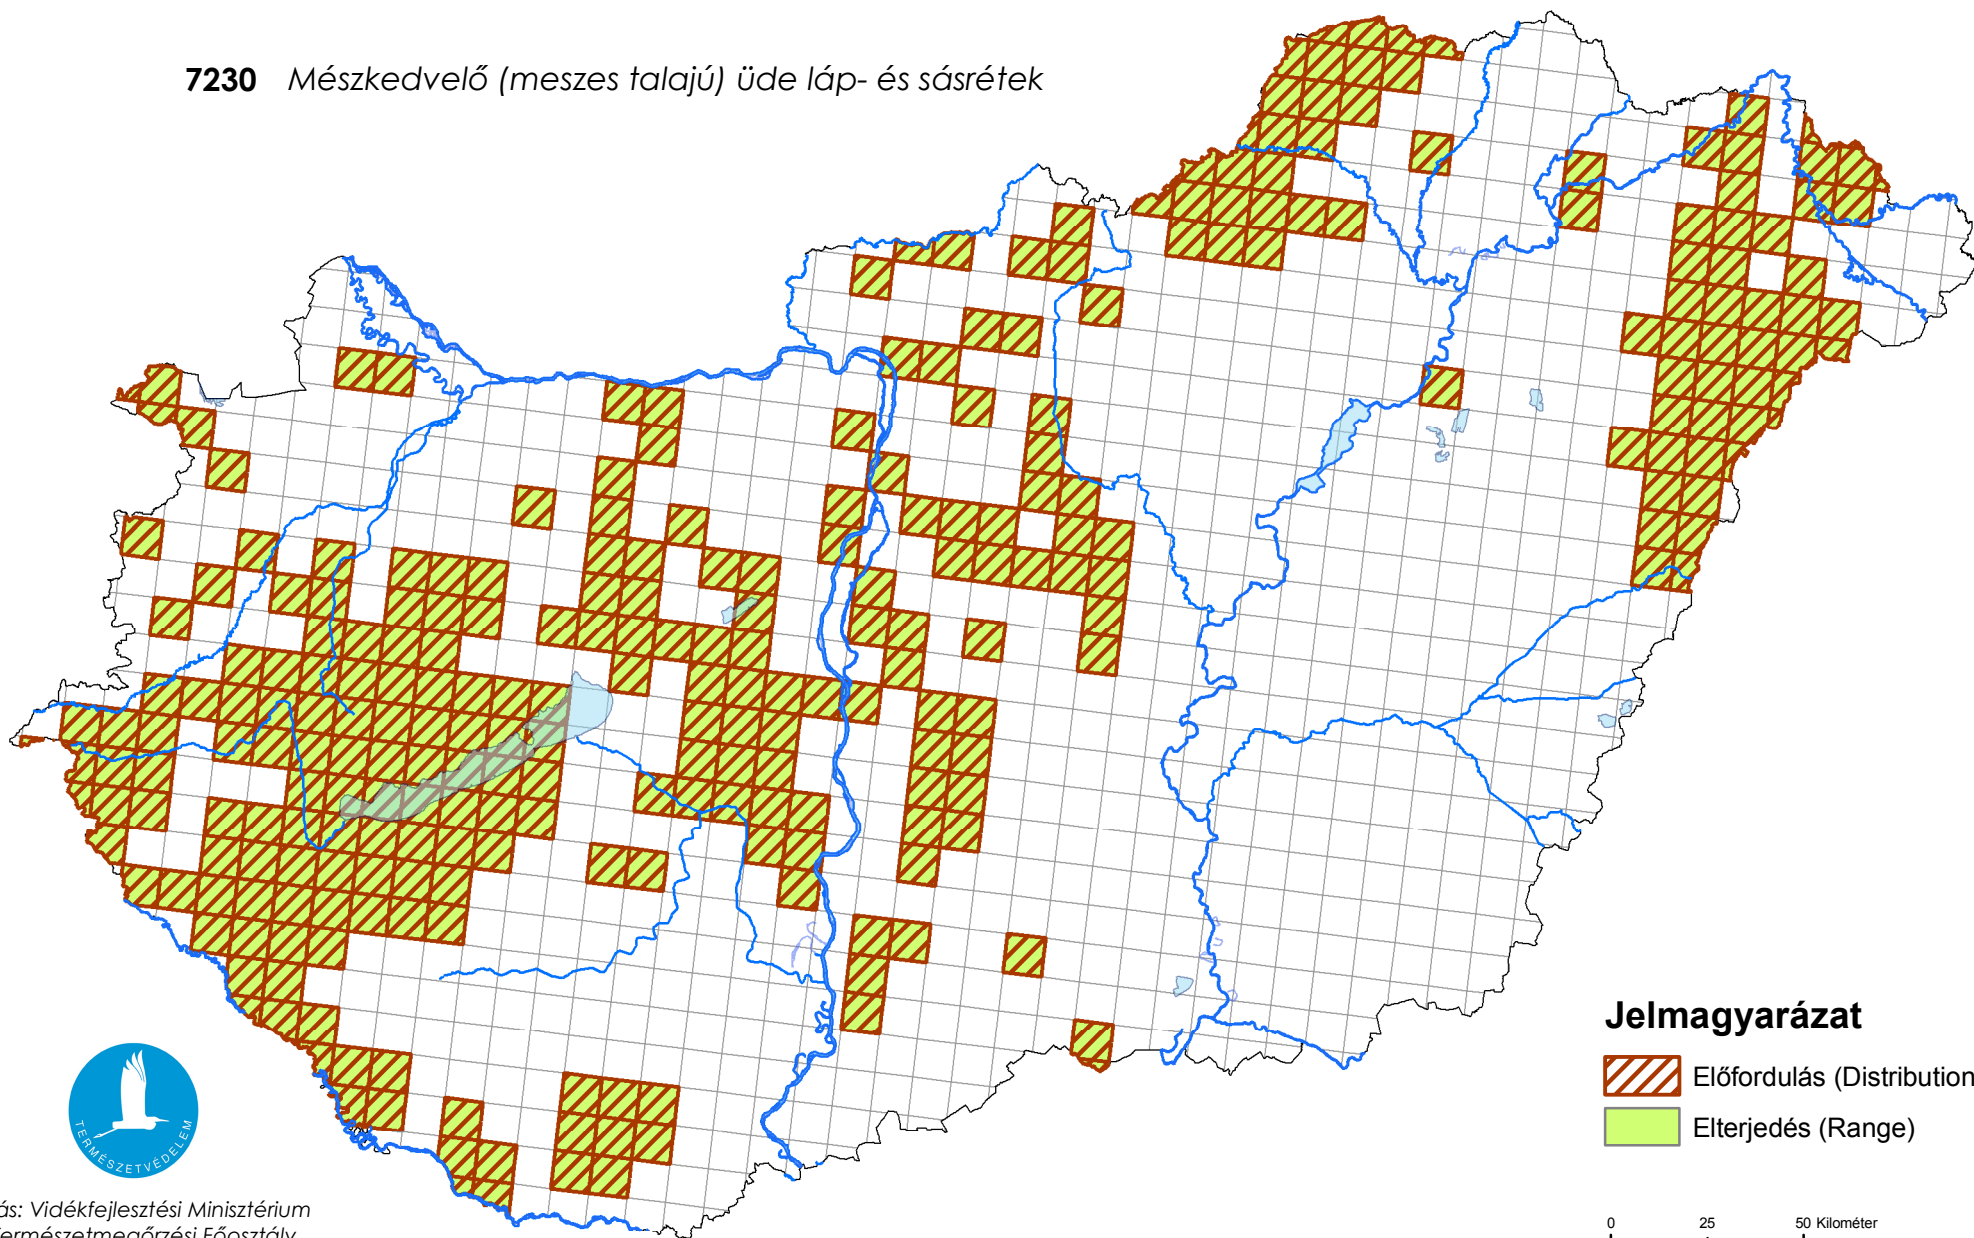 7230 Mészkedvelő (meszes talajú) üde láp- és sásrétek
Jelmagyarázat
Előfordulás (Distribution
Elterjedés (Range)
TERMÉSZETVÉDELEM
ás: Vidékfejlesztési Minisztérium
Természetmegőrzési Főosztály
0 25 50 Kilométer